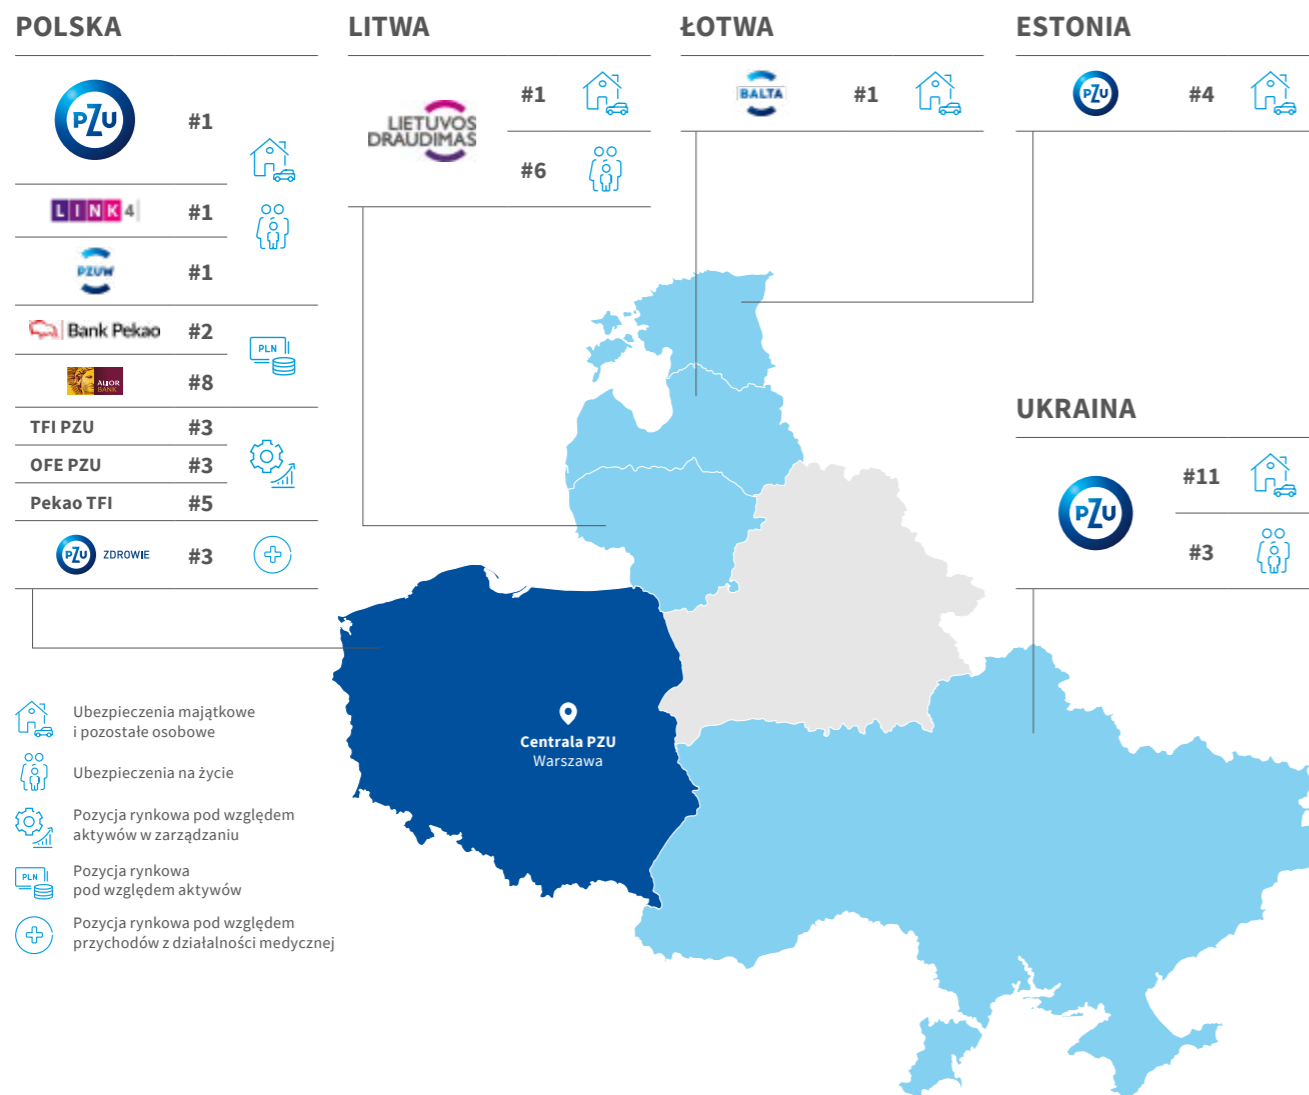 POLSKA
PZU
#1
LINK4
#1
PZUW
#1
Bank Pekao
#2
PLN
ALIOR
BANK
#8
TFI PZU
#3
OFE PZU
#3
Pekao TFI
#5
PZU ZDROWIE
#3
LITWA
LIETUVOS
DRAUDIMAS
#1
#6
ŁOTWA
BALTA
#1
ESTONIA
PZU
#4
UKRAINA
PZU
#11
#3
Centrala PZU
Warszawa
Ubezpieczenia majątkowe
i pozostałe osobowe
Ubezpieczenia na życie
Pozycja rynkowa pod względem
aktywów w zarządzaniu
PLN
Pozycja rynkowa
pod względem aktywów
Pozycja rynkowa pod względem
przychodów z działalności medycznej